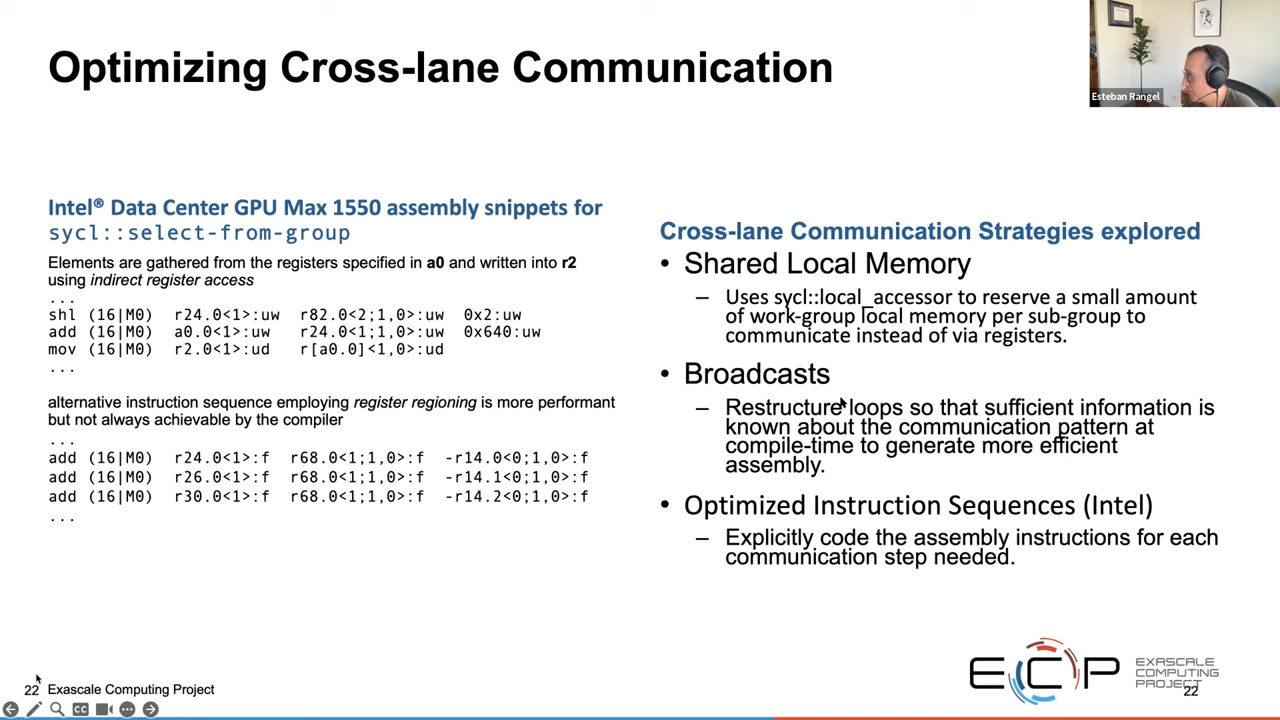 Optimizing Cross-lane Communication
Esteban Rangel
Intel® Data Center GPU Max 1550 assembly snippets for
sycl::select-from-group
Elements are gathered from the registers specified in a0 and written into r2
using indirect register access
...
shl (16|M0) r24.0<1>:uw r82.0<2;1,0>:uw 0x2:uw
add (16|M0) a0.0<1>:uw r24.0<1;1,0>:uw 0x640:uw
mov (16|M0) r2.0<1>:ud r[a0.0]<1,0>:ud
...
alternative instruction sequence employing register regioning is more performant
but not always achievable by the compiler
...
add (16|M0) r24.0<1>:f r68.0<1;1,0>:f -r14.0<0;1,0>:f
add (16|M0) r26.0<1>:f r68.0<1;1,0>:f -r14.1<0;1,0>:f
add (16|M0) r30.0<1>:f r68.0<1;1,0>:f -r14.2<0;1,0>:f
...
Cross-lane Communication Strategies explored
• Shared Local Memory
– Uses sycl::local_accessor to reserve a small amount
of work-group local memory per sub-group to
communicate instead of via registers.
• Broadcasts
– Restructure loops so that sufficient information is
known about the communication pattern at
compile-time to generate more efficient
assembly.
• Optimized Instruction Sequences (Intel)
– Explicitly code the assembly instructions for each
communication step needed.
22 Exascale Computing Project
CC
ECP
EXASCALE
COMPUTING
PROJECT
22